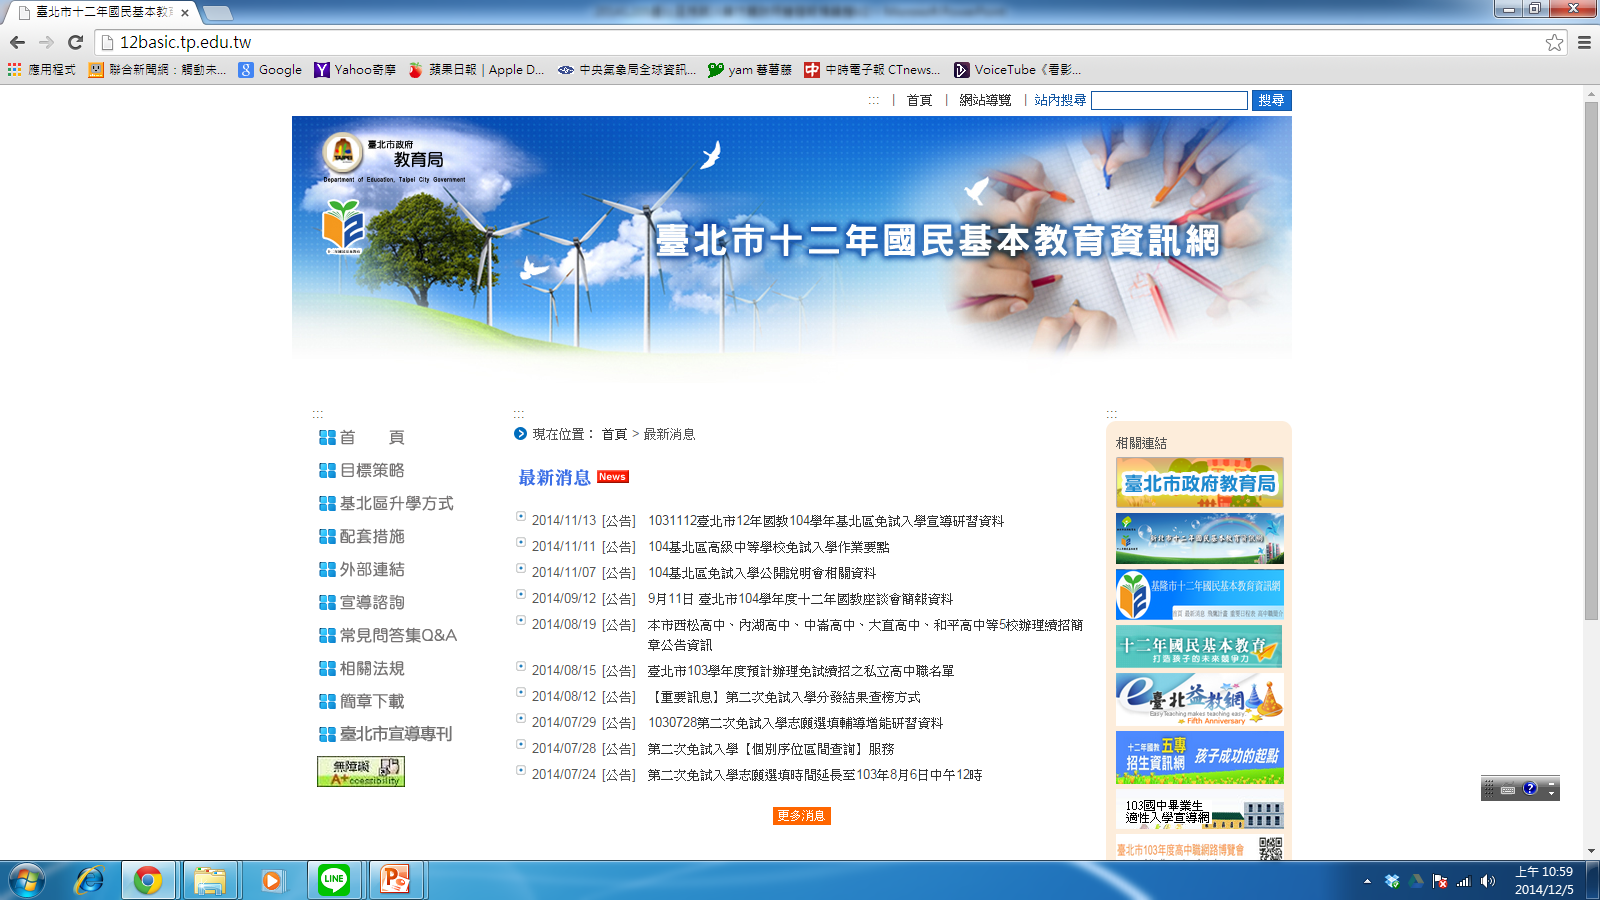 臺北市十二年國民基本教育
12basic.tp.edu.tw
應用程式 聯合新聞網：觸動未... Google Yahoo奇摩 蘋果日報 | Apple D... 中央氣象局全球資訊... yam 蕃薯藤 中時電子報 CTnews... VoiceTube《看影...
::: | 首頁 | 網站導覽 | 站內搜尋 搜尋
臺北市政府
教育局
Department of Education, Taipei City Government
臺北市十二年國民基本教育資訊網
:::
首 頁
目標策略
基北區升學方式
配套措施
外部連結
宣導諮詢
常見問答集Q&A
相關法規
簡章下載
臺北市宣導專刊
無障礙
A+ccessibility
:::
現在位置： 首頁 > 最新消息
最新消息 News
2014/11/13 [公告] 1031112臺北市12年國教104學年基北區免試入學宣導研習資料
2014/11/11 [公告] 104基北區高級中等學校免試入學作業要點
2014/11/07 [公告] 104基北區免試入學公開說明會相關資料
2014/09/12 [公告] 9月11日 臺北市104學年度十二年國教座談會簡報資料
2014/08/19 [公告] 本市西松高中、內湖高中、中崙高中、大直高中、和平高中等5校辦理續招簡
章公告資訊
2014/08/15 [公告] 臺北市103學年度預計辦理免試續招之私立高中職名單
2014/08/12 [公告] 【重要訊息】第二次免試入學分發結果查榜方式
2014/07/29 [公告] 1030728第二次免試入學志願選填輔導增能研習資料
2014/07/28 [公告] 第二次免試入學【個別序位區間查詢】服務
2014/07/24 [公告] 第二次免試入學志願選填時間延長至103年8月6日中午12時
更多消息
:::
相關連結
臺北市政府教育局
新北市十二年國民基本教育資訊網
基隆市十二年國民基本教育資訊網
十二年國民基本教育
打造孩子的未來競爭力
e臺北益教網
Easy Teaching makes teaching easy
Fifth Anniversary
十二年國教 五專
招生資訊網 孩子成功的起點
103國中畢業生
適性入學宣導網
臺北市103年度高中職網路博覽會
LINE
上午 10:59
2014/12/5